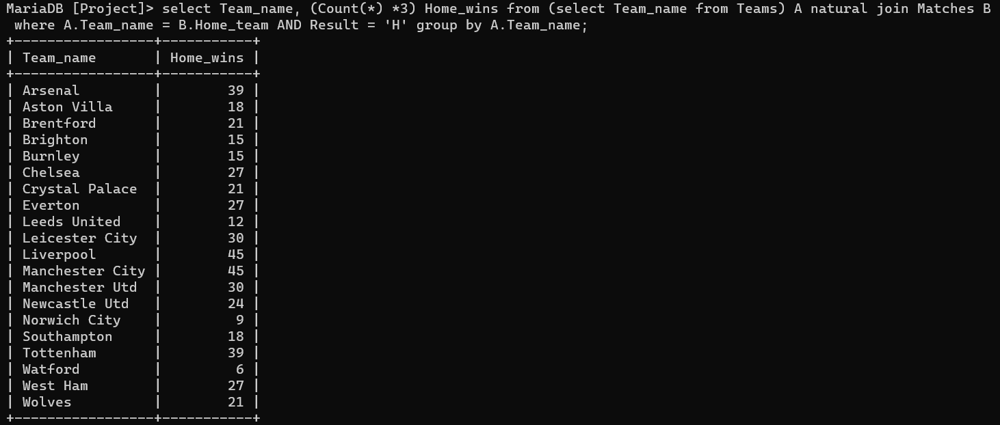 MariaDB [Project]> select Team_name, (Count(*) *3) Home_wins from (select Team_name from Teams) A natural join Matches B
 where A.Team_name = B.Home_team AND Result = 'H' group by A.Team_name;
+-----------------+-----------+
| Team_name       | Home_wins |
+-----------------+-----------+
| Arsenal         |        39 |
| Aston Villa     |        18 |
| Brentford       |        21 |
| Brighton        |        15 |
| Burnley         |        15 |
| Chelsea         |        27 |
| Crystal Palace  |        21 |
| Everton         |        27 |
| Leeds United    |        12 |
| Leicester City  |        30 |
| Liverpool       |        45 |
| Manchester City |        45 |
| Manchester Utd  |        30 |
| Newcastle Utd   |        24 |
| Norwich City    |         9 |
| Southampton     |        18 |
| Tottenham       |        39 |
| Watford         |         6 |
| West Ham        |        27 |
| Wolves          |        21 |
+-----------------+-----------+